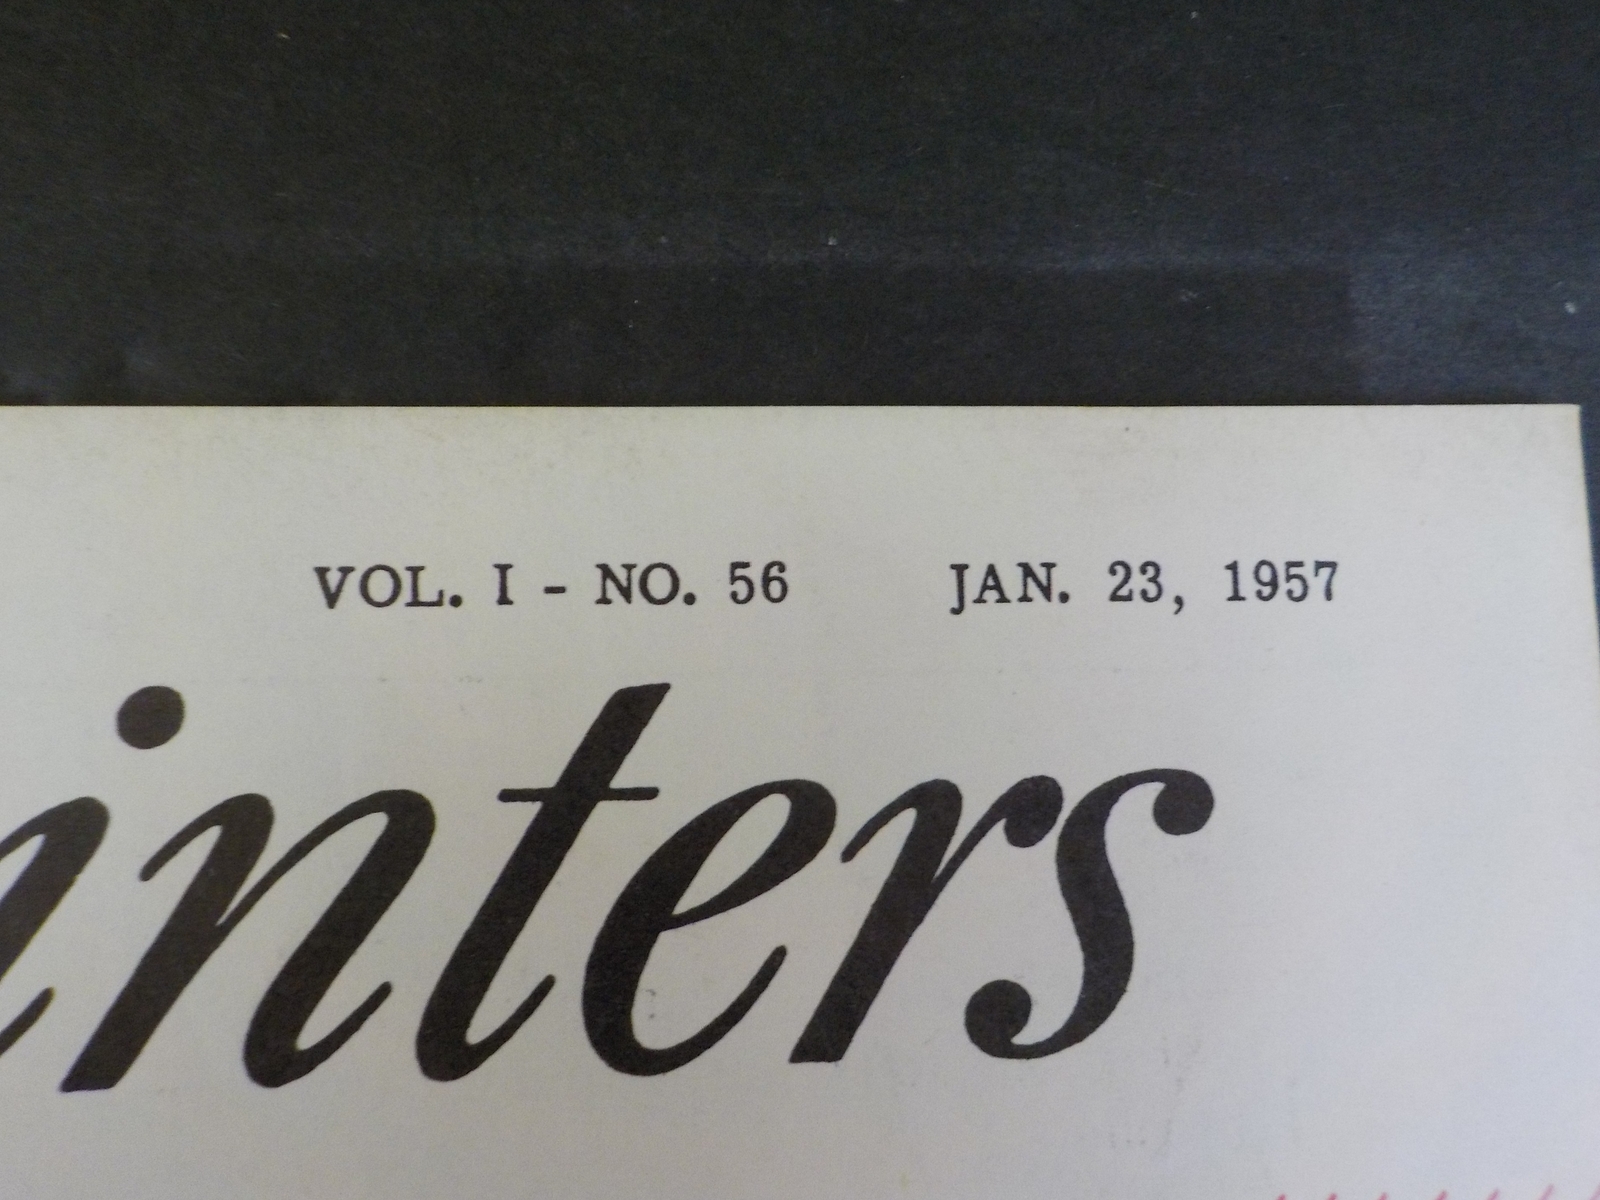 VOL. I - NO. 56 JAN. 23, 1957
inters